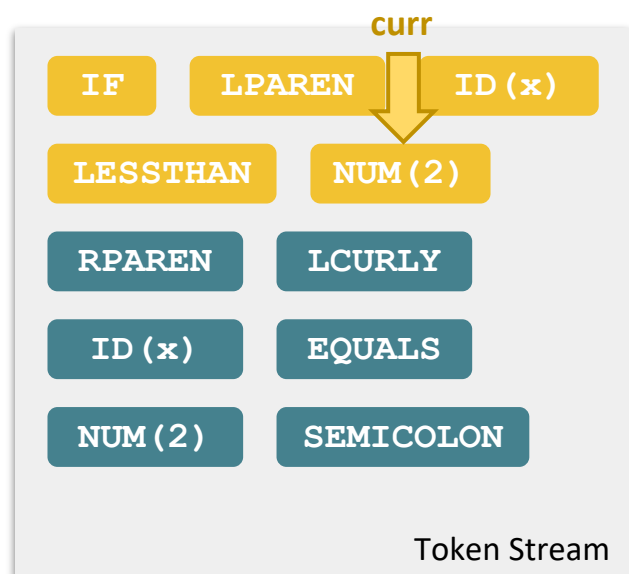 curr
IF LPAREN ID(x)
LESSTHAN NUM(2)
RPAREN LCURLY
ID(x) EQUALS
NUM(2) SEMICOLON
Token Stream